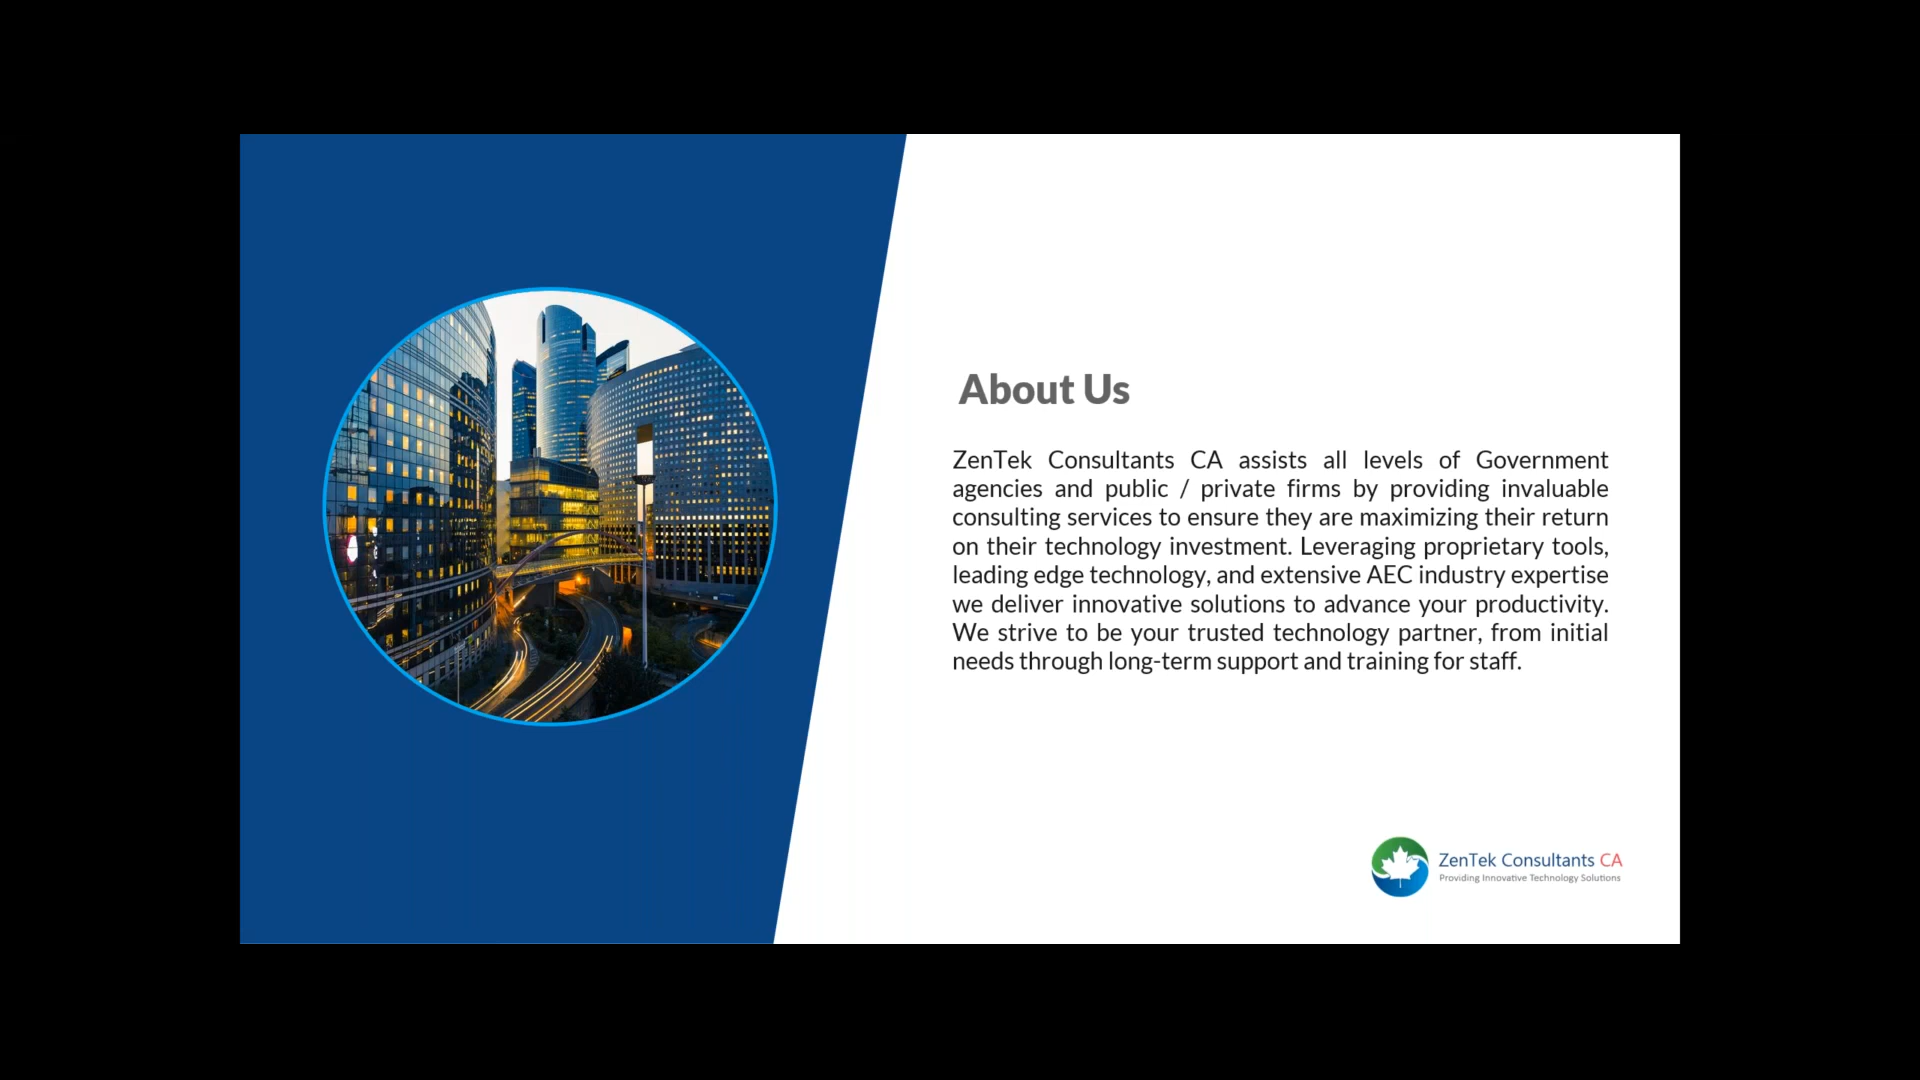 About Us
ZenTek Consultants CA assists all levels of Government
agencies and public / private firms by providing invaluable
consulting services to ensure they are maximizing their return
on their technology investment. Leveraging proprietary tools,
leading edge technology, and extensive AEC industry expertise
we deliver innovative solutions to advance your productivity.
We strive to be your trusted technology partner, from initial
needs through long-term support and training for staff.
ZenTek Consultants CA
Providing Innovative Technology Solutions